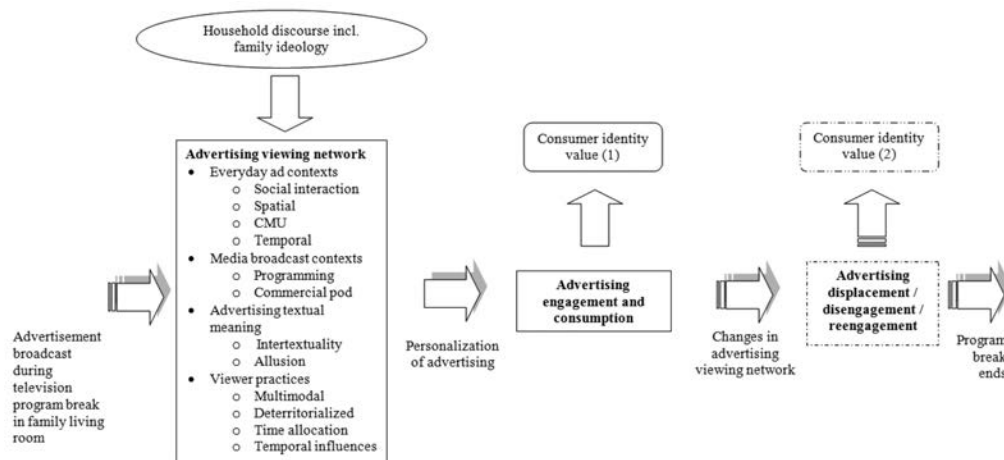 Household discourse incl.
family ideology
Advertising viewing network
• Everyday ad contexts
o Social interaction
o Spatial
o CMU
o Temporal
• Media broadcast contexts
o Programming
o Commercial pod
• Advertising textual
meaning
o Intertextuality
o Allusion
• Viewer practices
o Multimodal
o Deterritorialized
o Time allocation
o Temporal influences
Advertisement
broadcast
during
television
program break
in family living
room
Personalization
of advertising
Consumer identity
value (1)
Advertising
engagement and
consumption
Changes in
advertising
viewing network
Consumer identity
value (2)
Advertising
displacement /
disengagement /
reengagement
Program
break
ends